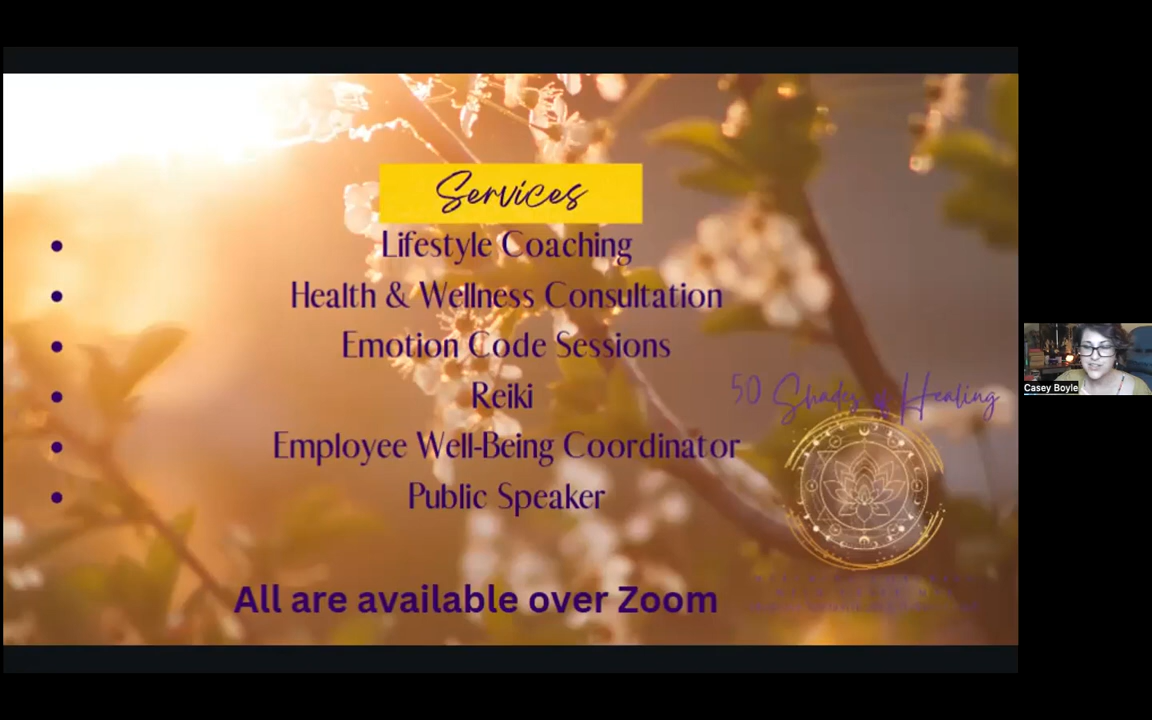 Services
• Lifestyle Coaching
• Health & Wellness Consultation
• Emotion Code Sessions
• Reiki
• Employee Well-Being Coordinator
• Public Speaker
50 Shades of Healing
All are available over Zoom
Casey Boyle